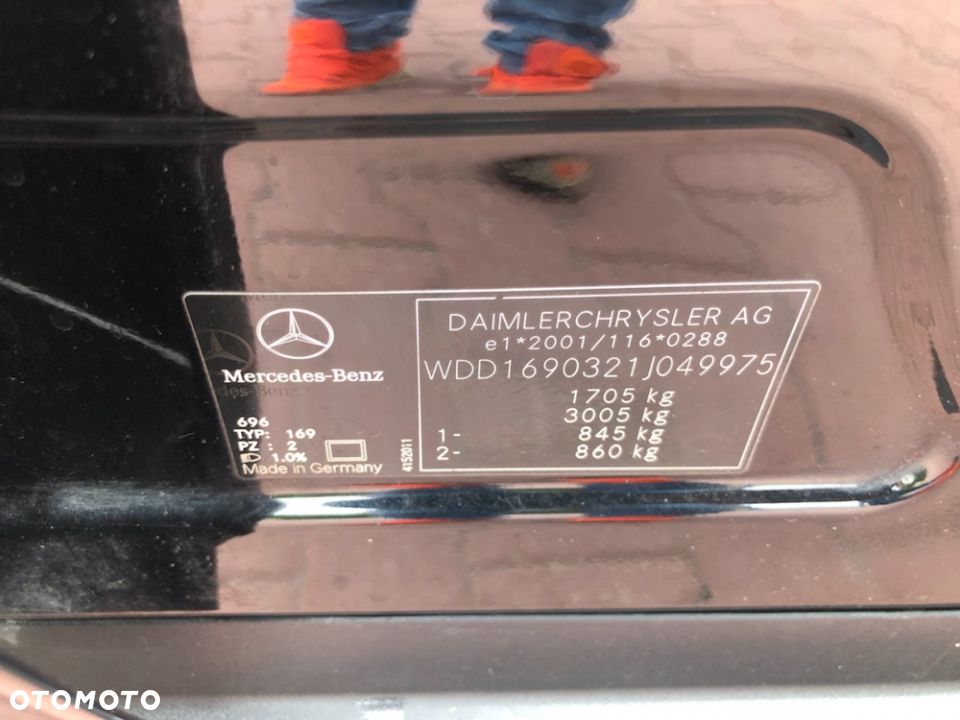 Mercedes-Benz
696
TYP: 169
PZ : 2
1.0%
Made in Germany
4152011
DAIMLERCHRYSLER AG
e1*2001/116*0288
WDD1690321J049975
1705 kg
3005 kg
1- 845 kg
2- 860 kg
OTOMOTO